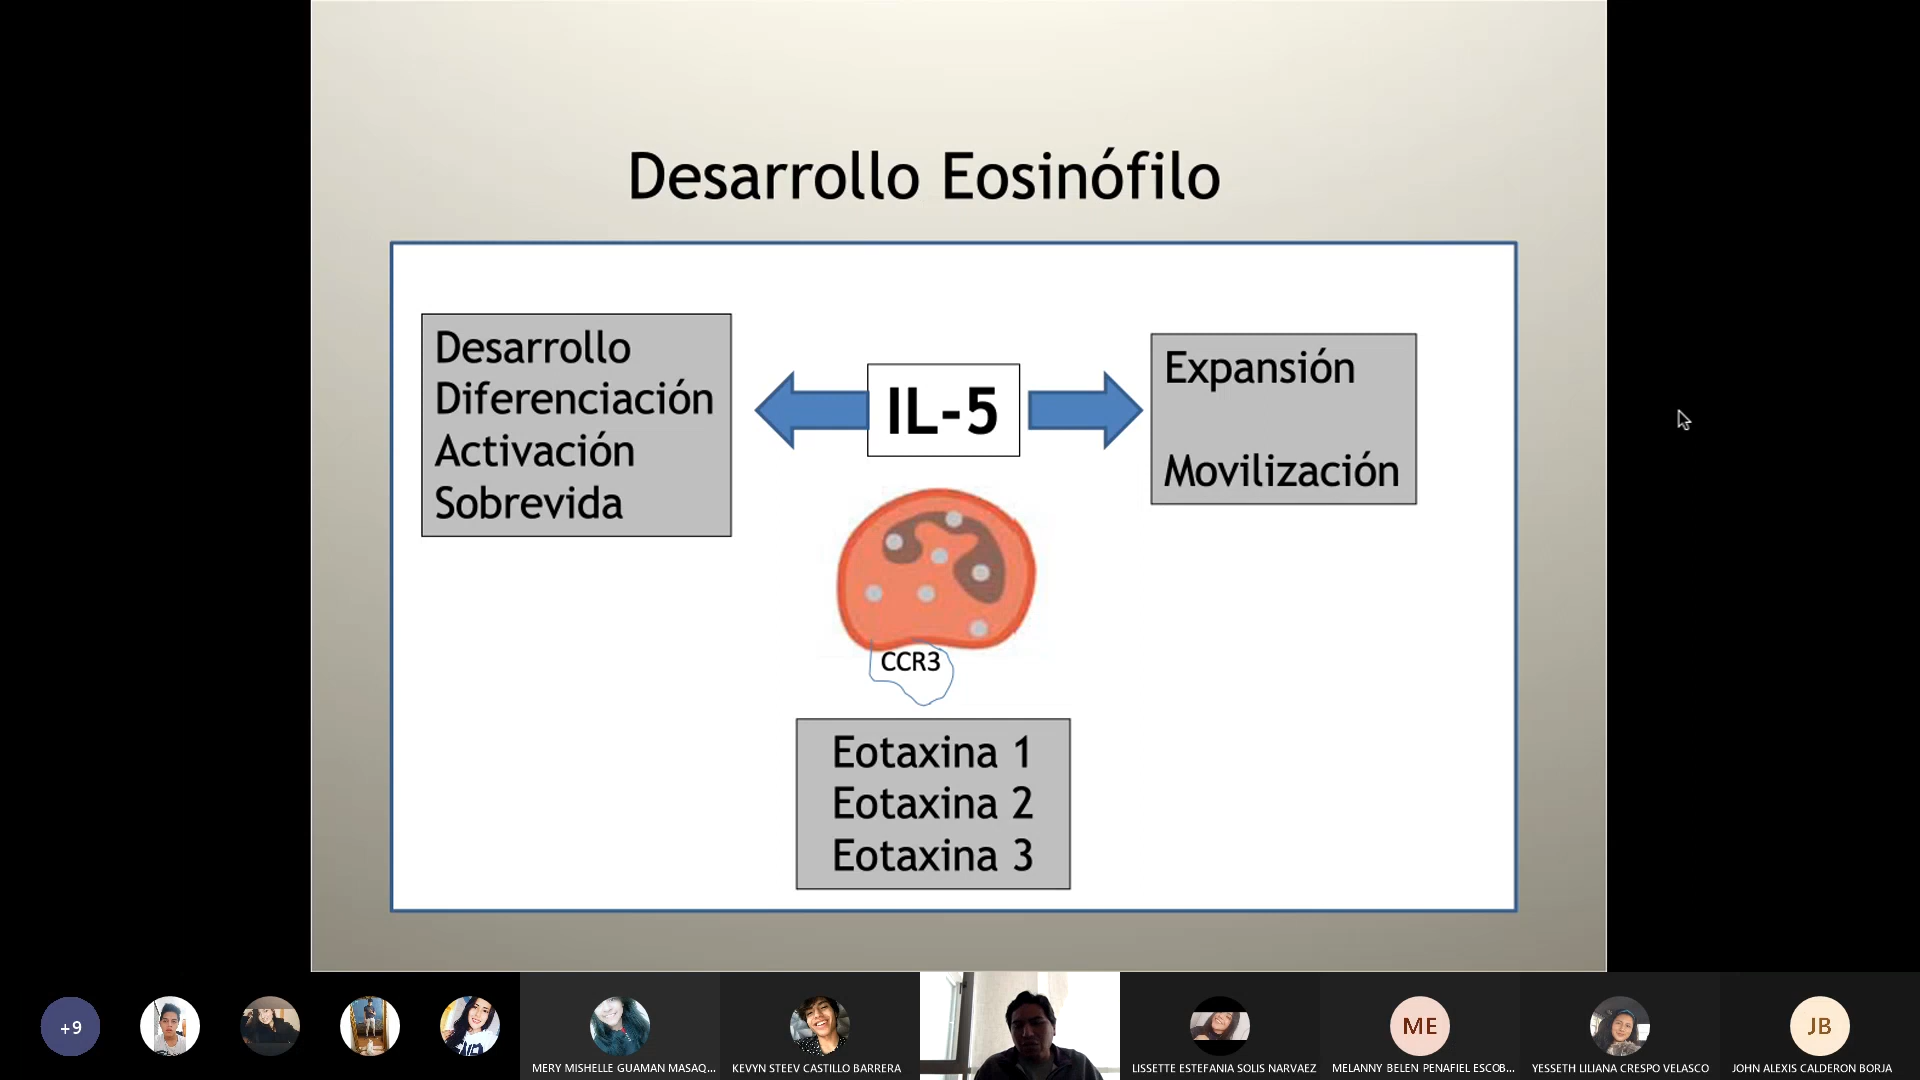 Desarrollo Eosinófilo
Desarrollo
Diferenciación
Activación
Sobrevida
IL-5
Expansión
Movilización
CCR3
Eotaxina 1
Eotaxina 2
Eotaxina 3
+9
MERY MISHELLE GUAMAN MASAQ...
KEVYN STEEV CASTILLO BARRERA
LISSETTE ESTEFANIA SOLIS NARVAEZ
ME
MELANNY BELEN PENAFIEL ESCOB...
YESSETH LILIANA CRESPO VELASCO
JB
JOHN ALEXIS CALDERON BORJA